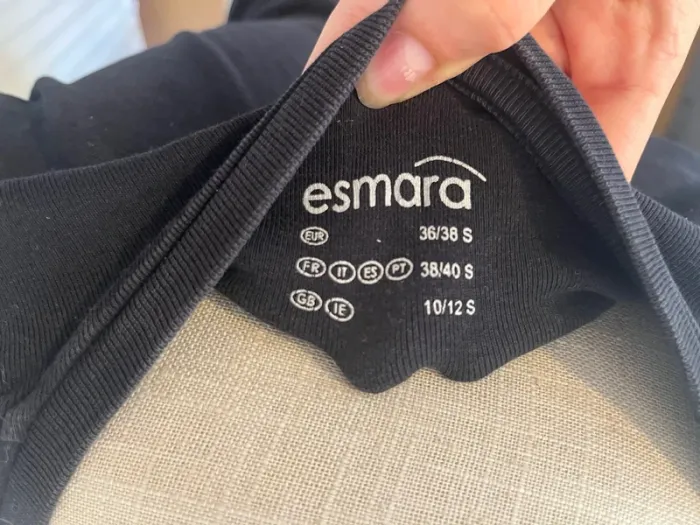 esmara
EUR 36/38 S
FR IT ES PT 38/40 S
GB IE 10/12 S